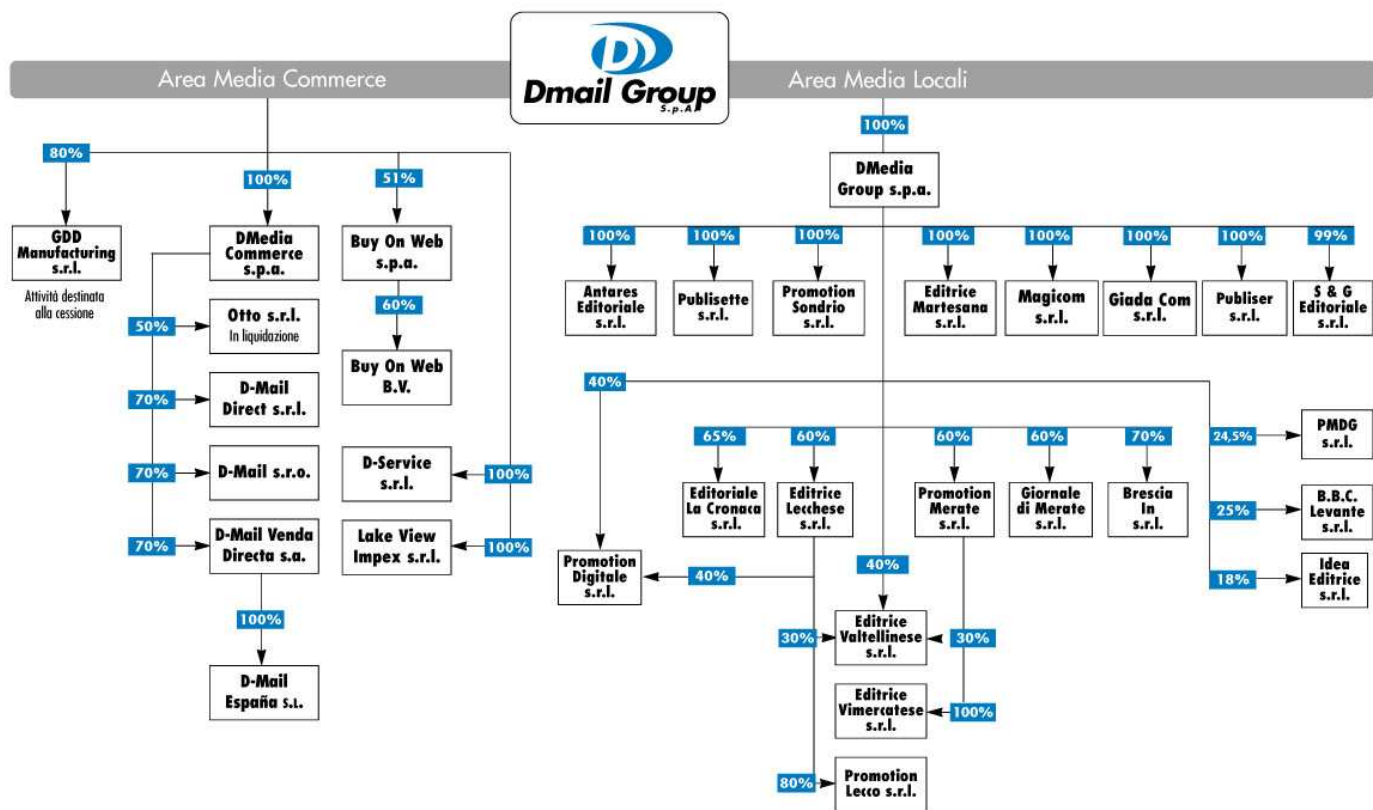 Area Media Commerce
Dmail Group
S.p.A.
Area Media Locali
80%
100%
51%
GDD
Manufacturing
s.r.l.
Attività destinata
alla cessione
DMedia
Commerce
s.p.a.
Buy On Web
s.p.a.
60%
Buy On Web
B.V.
50%
Otto s.r.l.
In liquidazione
70%
D-Mail
Direct s.r.l.
70%
D-Mail s.r.o.
70%
D-Mail Venda
Directa s.a.
100%
D-Mail
España S.L.
D-Service
s.r.l.
100%
Lake View
Impex s.r.l.
100%
100%
DMedia
Group s.p.a.
100%
100%
100%
100%
100%
100%
100%
99%
Antares
Editoriale
s.r.l.
Publisette
s.r.l.
Promotion
Sondrio
s.r.l.
Editrice
Martesana
s.r.l.
Magicom
s.r.l.
Giada Com
s.r.l.
Publiser
s.r.l.
S & G
Editoriale
s.r.l.
40%
65%
60%
60%
60%
70%
24,5%
PMDG
s.r.l.
Editoriale
La Cronaca
s.r.l.
Editrice
Lecchese
s.r.l.
Promotion
Merate
s.r.l.
Giornale
di Merate
s.r.l.
Brescia
In
s.r.l.
25%
B.B.C.
Levante
s.r.l.
18%
Idea
Editrice
s.r.l.
Promotion
Digitale
s.r.l.
40%
40%
30%
Editrice
Valtellinese
s.r.l.
30%
Editrice
Vimercatese
s.r.l.
100%
80%
Promotion
Lecco s.r.l.